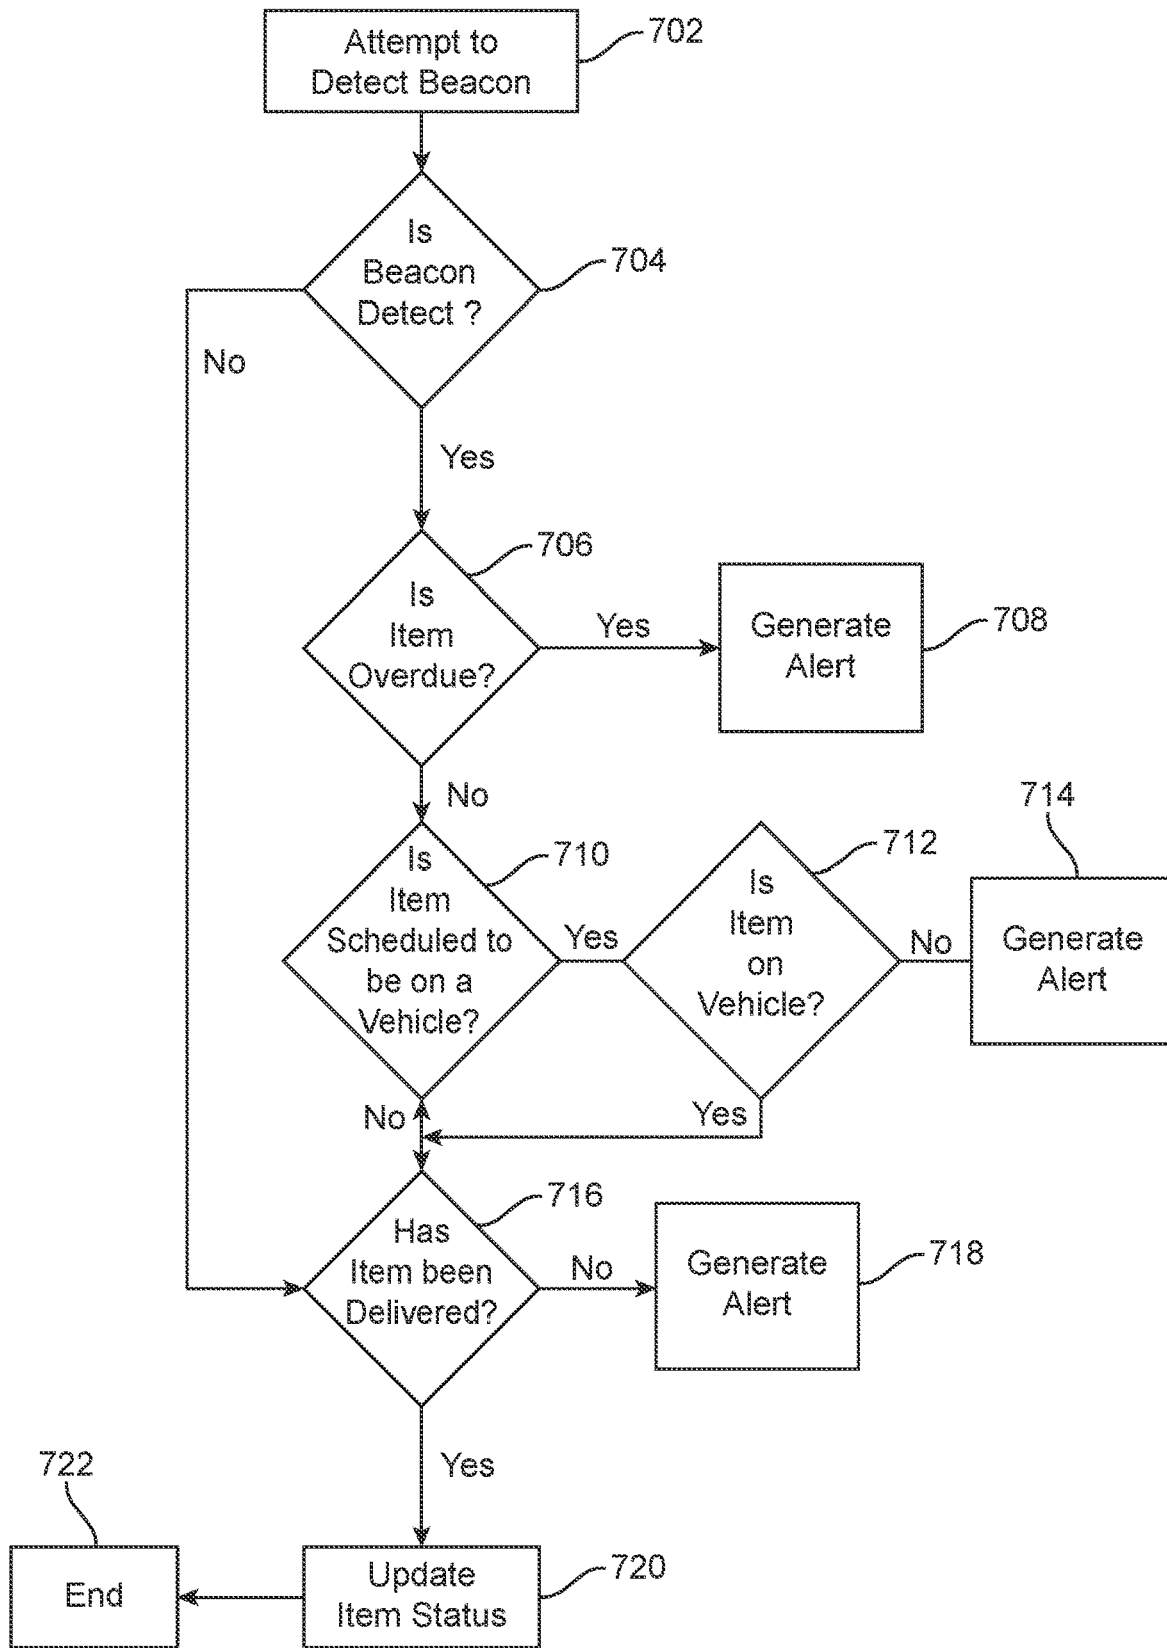 Attempt to
Detect Beacon
702
Is
Beacon
Detect ?
704
No
Yes
706
Is
Item
Overdue?
Yes
Generate
Alert
708
No
710
Is
Item
Scheduled to
be on a
Vehicle?
Yes
712
Is
Item
on
Vehicle?
No
714
Generate
Alert
No
Yes
716
Has
Item been
Delivered?
No
Generate
Alert
718
Yes
722
End
Update
Item Status
720